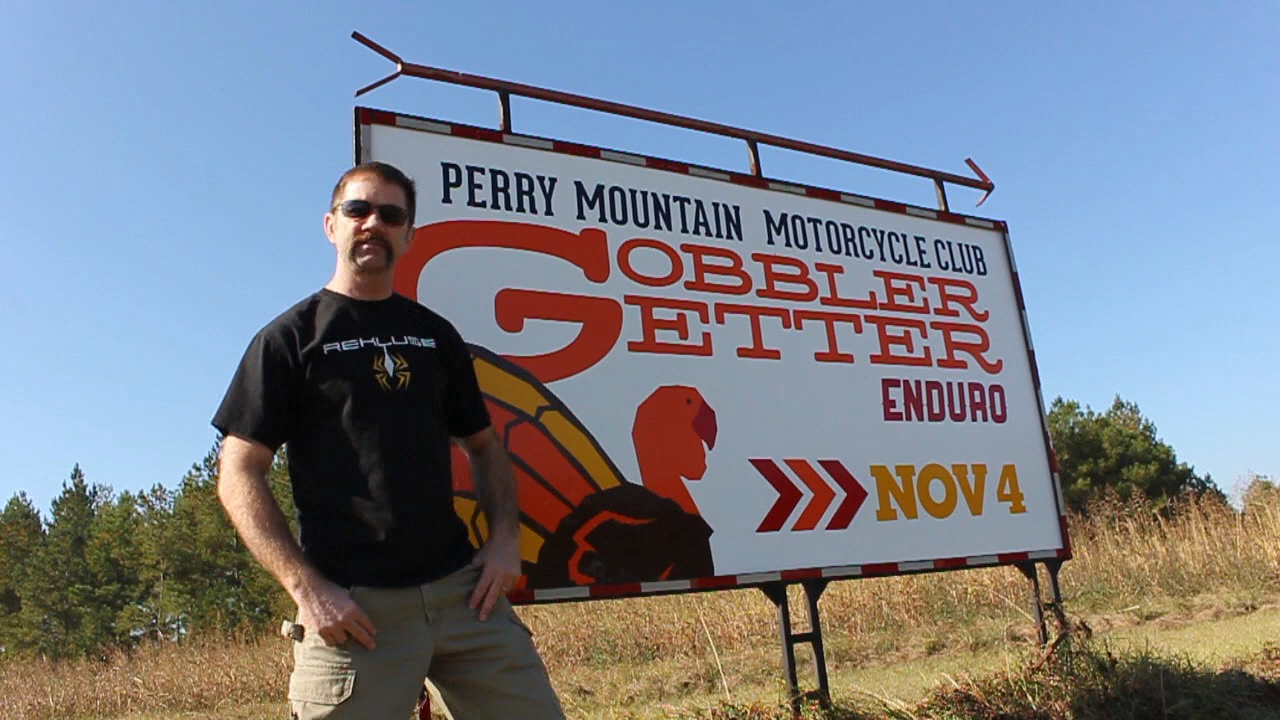 PERRY MOUNTAIN MOTORCYCLE CLUB
GOBBLER
GETTER
ENDURO
NOV 4
REKLUSE